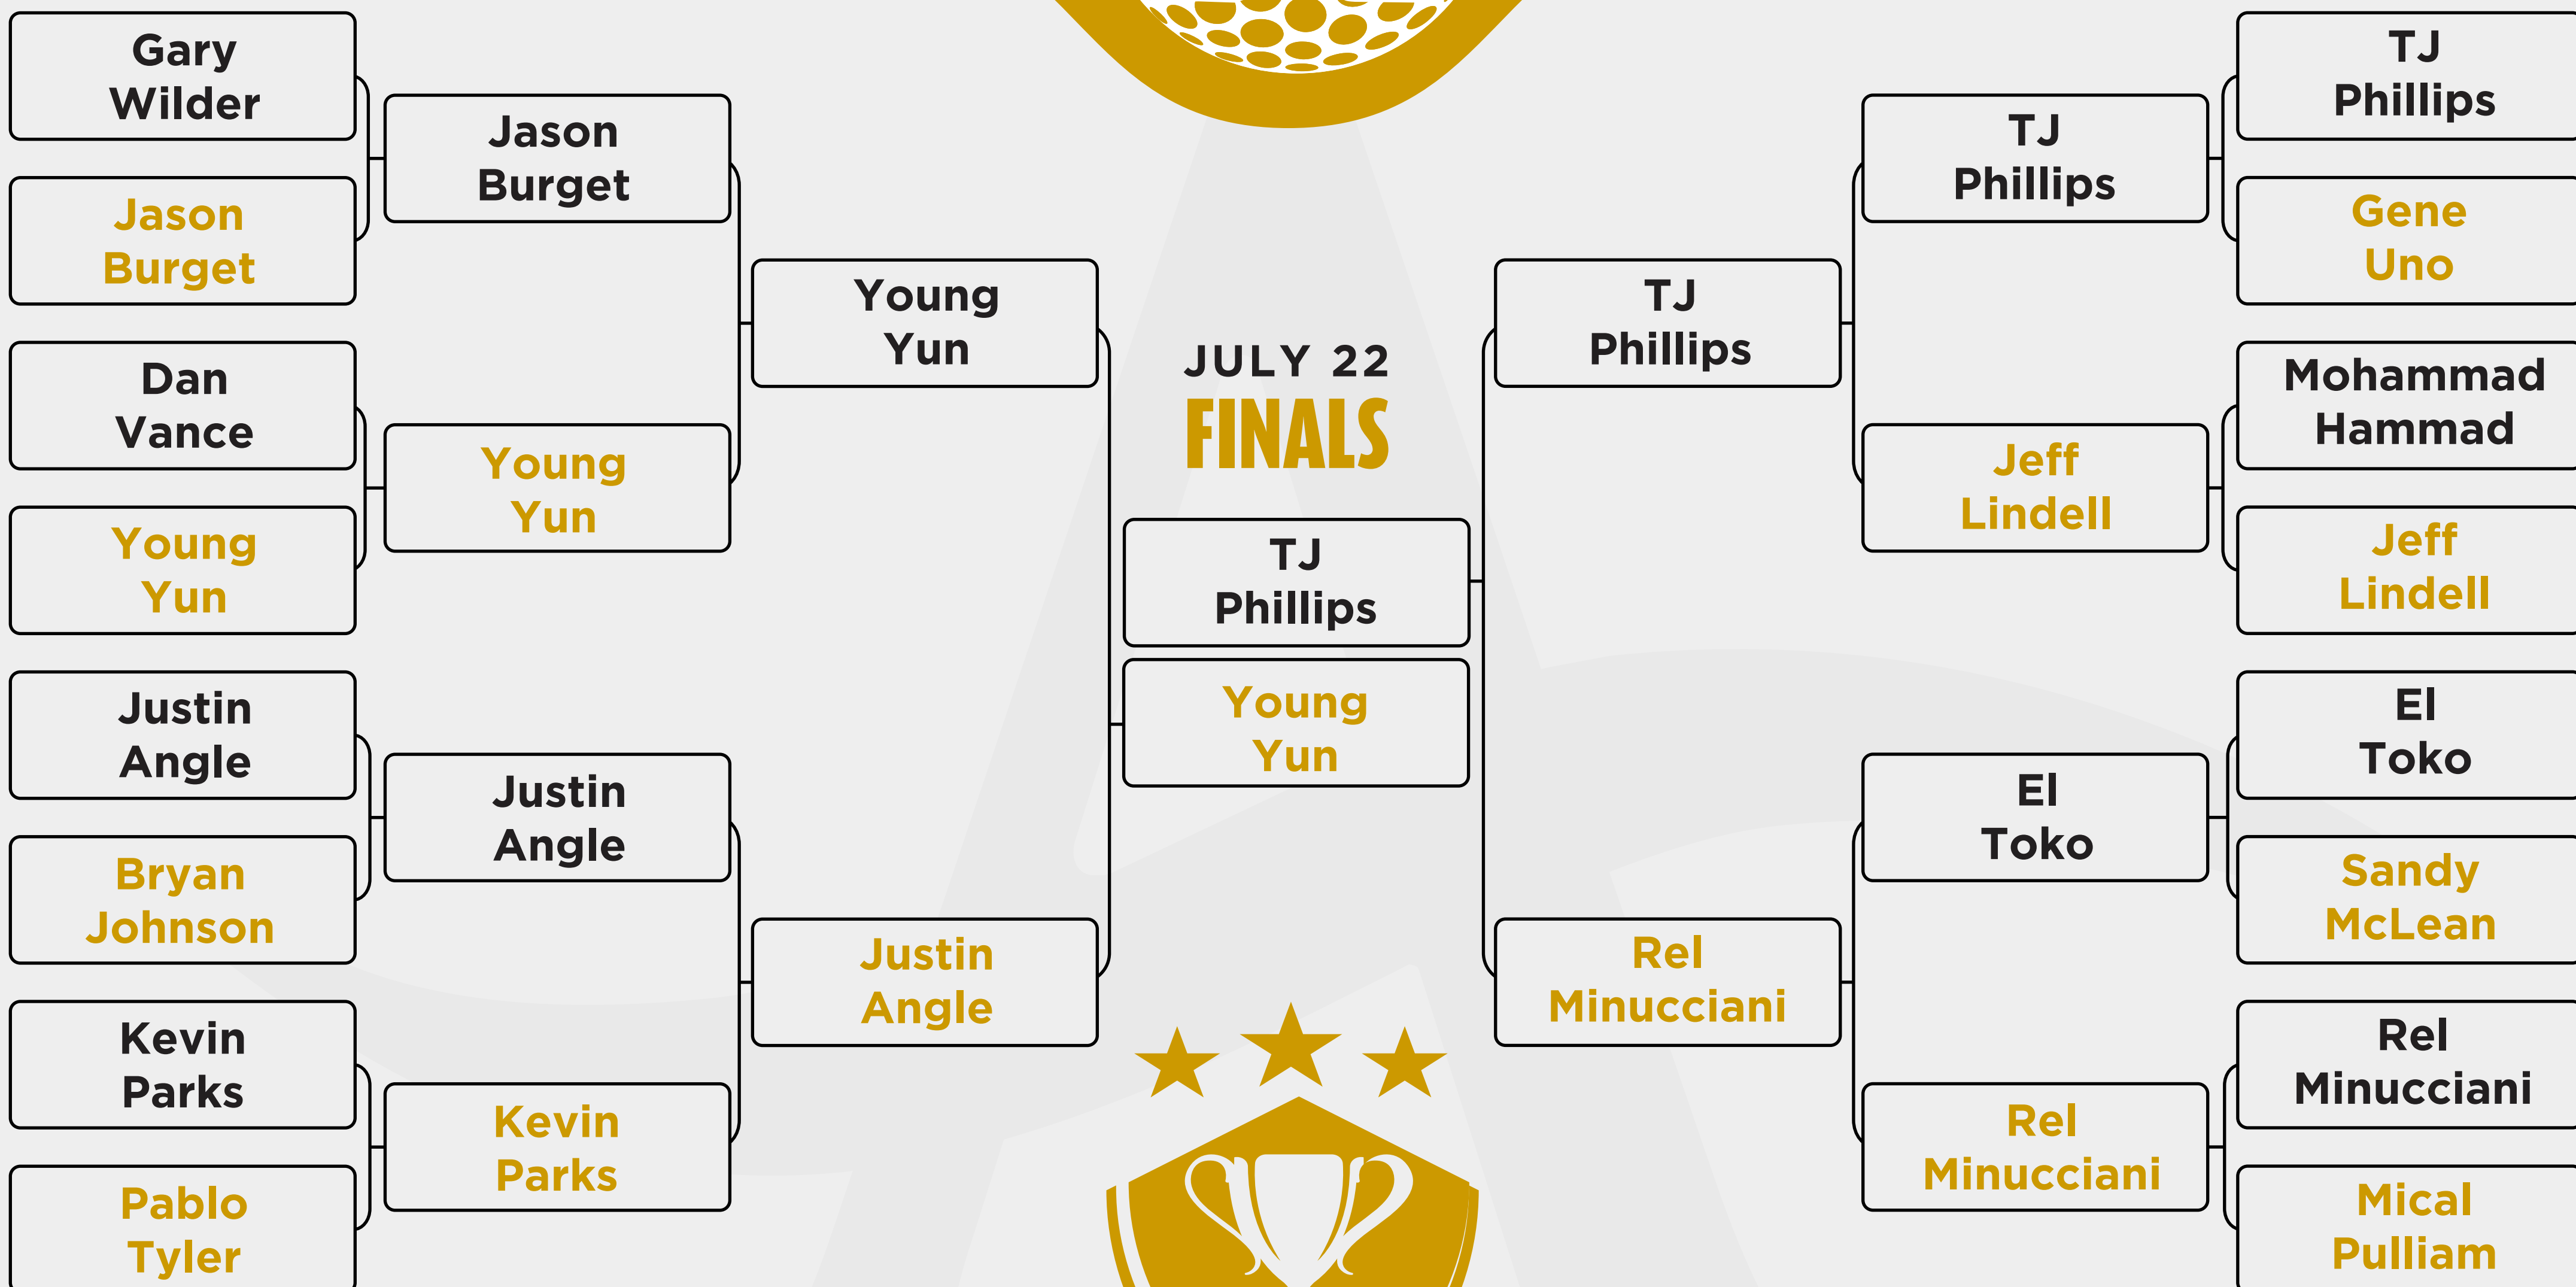 Gary
Wilder
Jason
Burget
Dan
Vance
Young
Yun
Justin
Angle
Bryan
Johnson
Kevin
Parks
Pablo
Tyler
Jason
Burget
Young
Yun
Justin
Angle
Kevin
Parks
Young
Yun
Justin
Angle
JULY 22
FINALS
TJ
Phillips
Young
Yun
TJ
Phillips
Rel
Minucciani
TJ
Phillips
Jeff
Lindell
El
Toko
Rel
Minucciani
TJ
Phillips
Gene
Uno
Mohammad
Hammad
Jeff
Lindell
El
Toko
Sandy
McLean
Rel
Minucciani
Mical
Pulliam